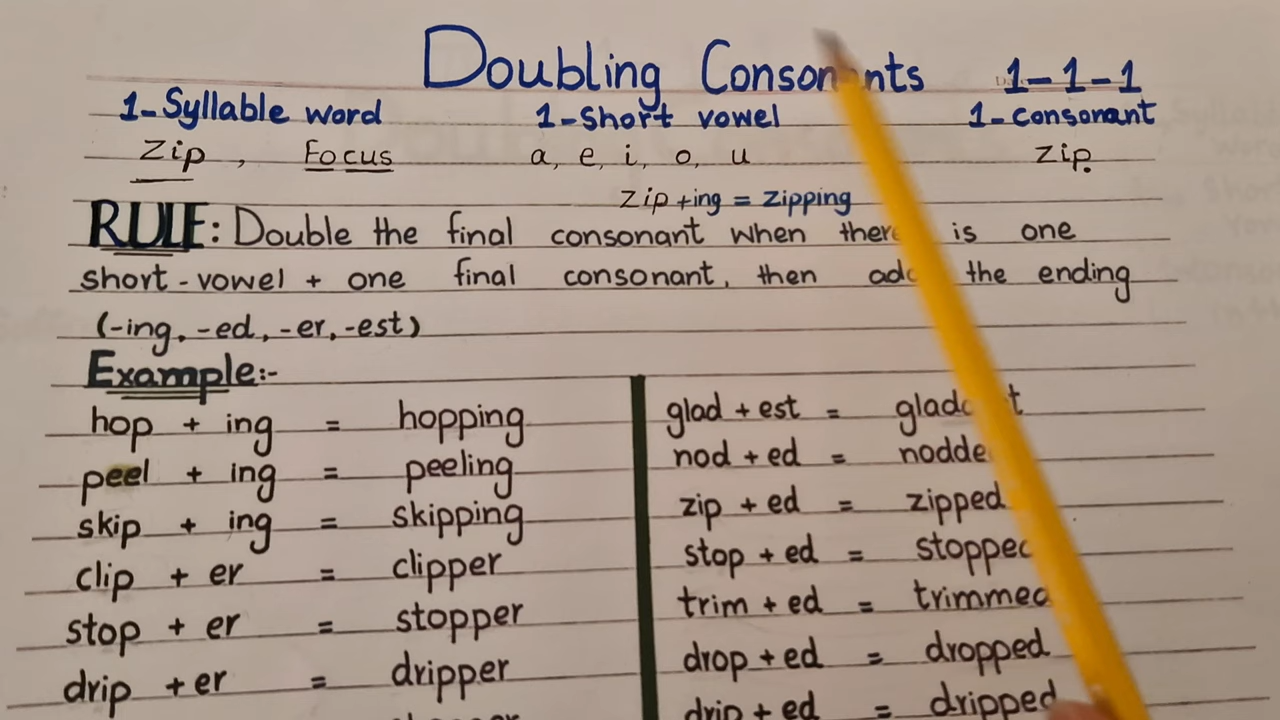 Doubling Consonants 1-1-1
1-Syllable word 1-Short vowel 1-consonant
Zip, Focus a, e, i, o, u Zip.
Zip+ing = Zipping
RULE: Double the final consonant when there is one
short-vowel + one final consonant, then add the ending
(-ing, -ed, -er, -est)
Example:-
hop + ing = hopping
peel + ing = peeling
skip + ing = skipping
clip + er = clipper
stop + er = stopper
drip + er = dripper
glad + est =
nod + ed = nodded
zip + ed = zipped
stop + ed = stopped
trim + ed = trimmed
drop + ed = dropped
drip + ed = dripped